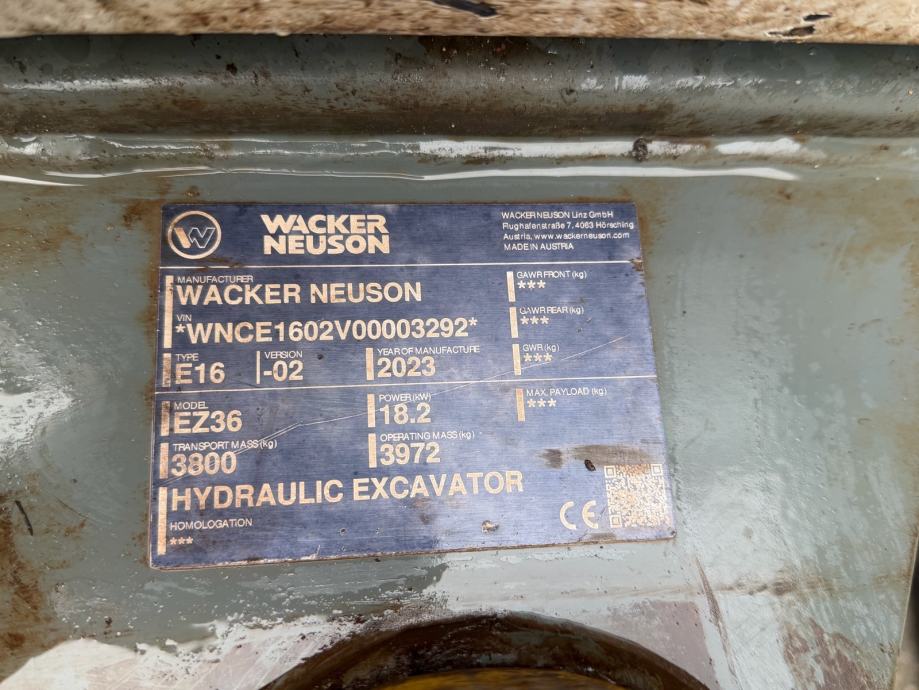 W
WACKER
NEUSON
WACKER NEUSON Linz GmbH
Flughafenstraße 7, 4063 Hörsching
Austria, www.wackerneuson.com
MADE IN AUSTRIA
MANUFACTURER
WACKER NEUSON
VIN
*WNCE1602V00003292*
TYPE
E16
VERSION
-02
YEAR OF MANUFACTURE
2023
GAWR FRONT (kg)
***
GAWR REAR (kg)
***
GWR (kg)
***
MODEL
EZ36
POWER (KW)
18.2
MAX. PAYLOAD (kg)
***
TRANSPORT MASS (kg)
3800
OPERATING MASS (kg)
3972
HYDRAULIC EXCAVATOR
HOMOLOGATION
***
CE